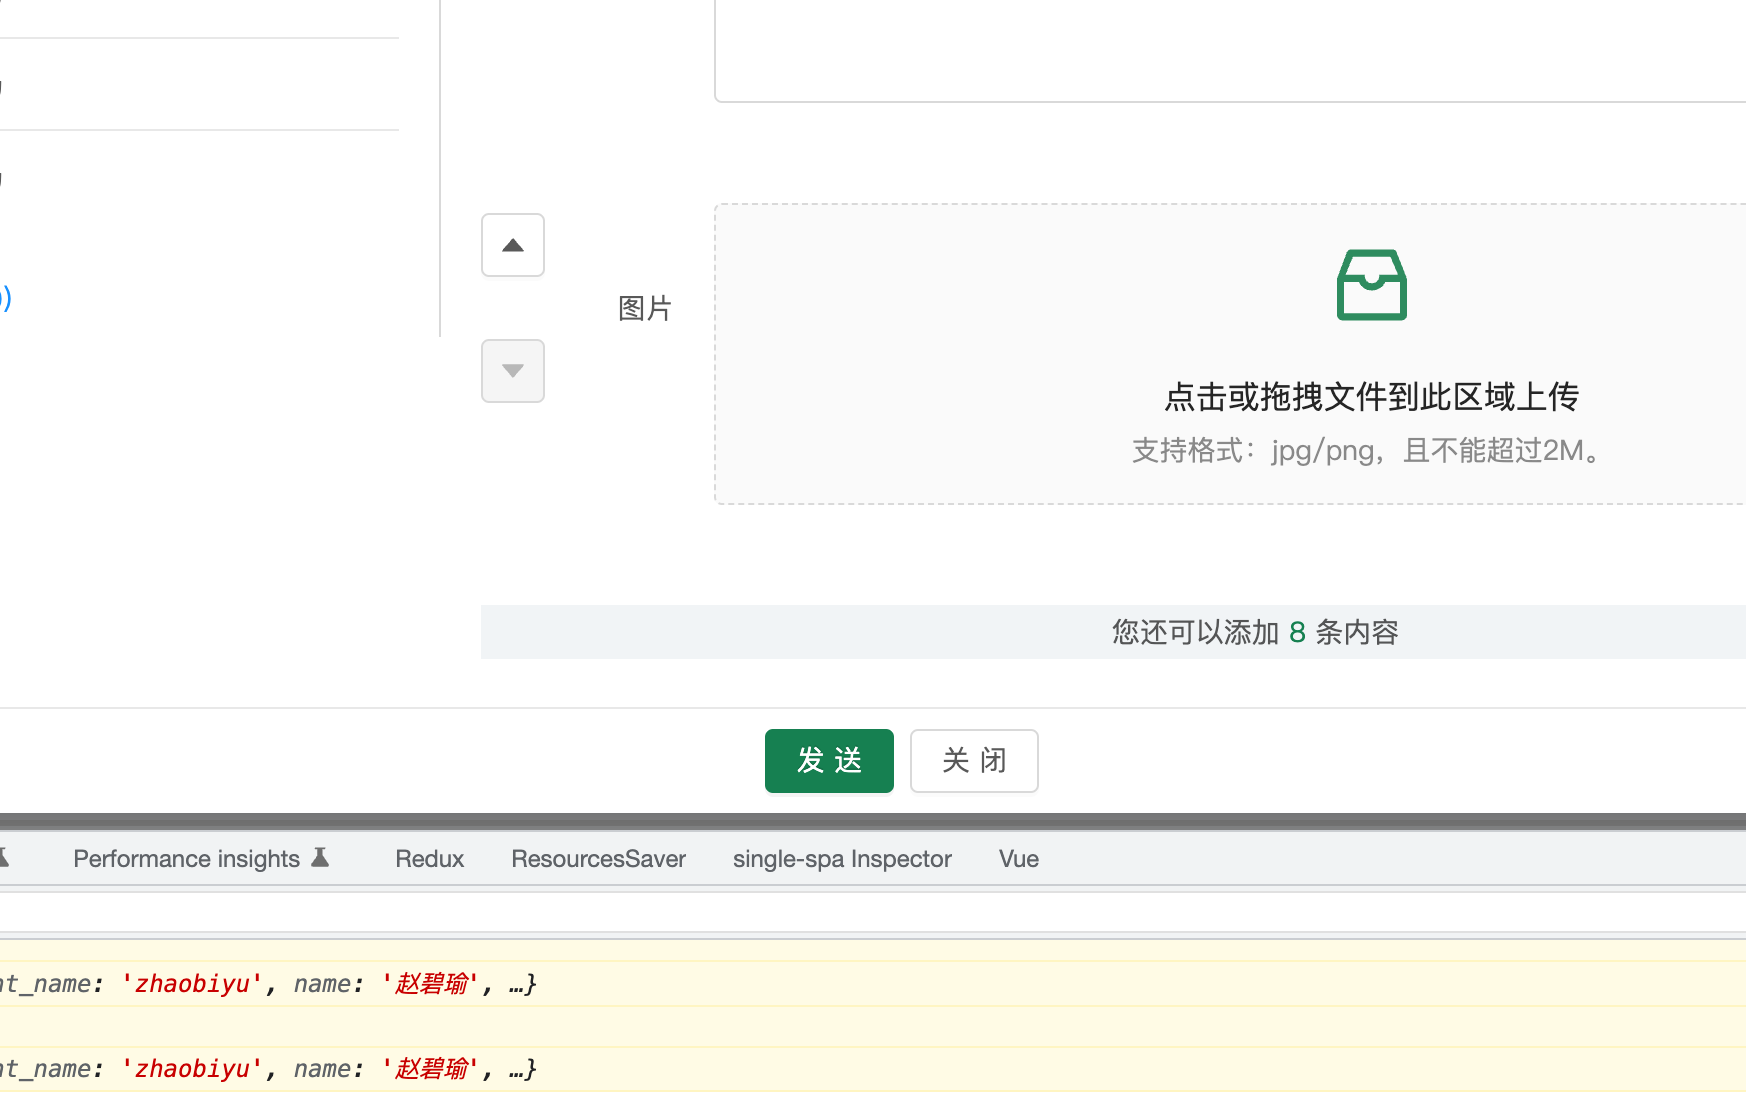 图片
点击或拖拽文件到此区域上传
支持格式：jpg/png，且不能超过2M。
您还可以添加 8 条内容
发 送
关 闭
Performance insights
Redux
ResourcesSaver
single-spa Inspector
Vue
nt_name: 'zhaobiyu', name: '赵碧瑜', …}
nt_name: 'zhaobiyu', name: '赵碧瑜', …}